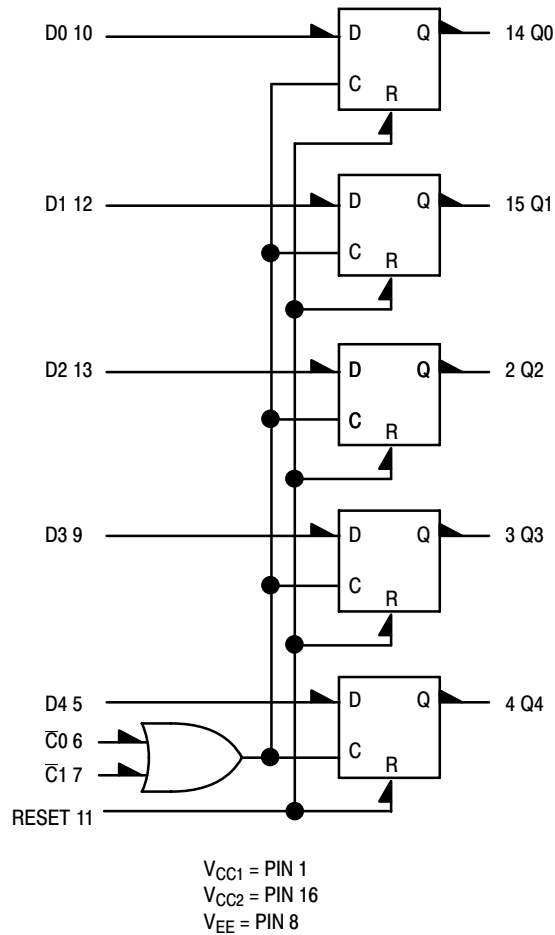 D0 10
D Q
14 Q0
C
R
D1 12
D Q
15 Q1
C
R
D2 13
D Q
2 Q2
C
R
D3 9
D Q
3 Q3
C
R
D4 5
D Q
4 Q4
C̅0 6
C
R
C̅1 7
RESET 11
VCC1 = PIN 1
VCC2 = PIN 16
VEE = PIN 8